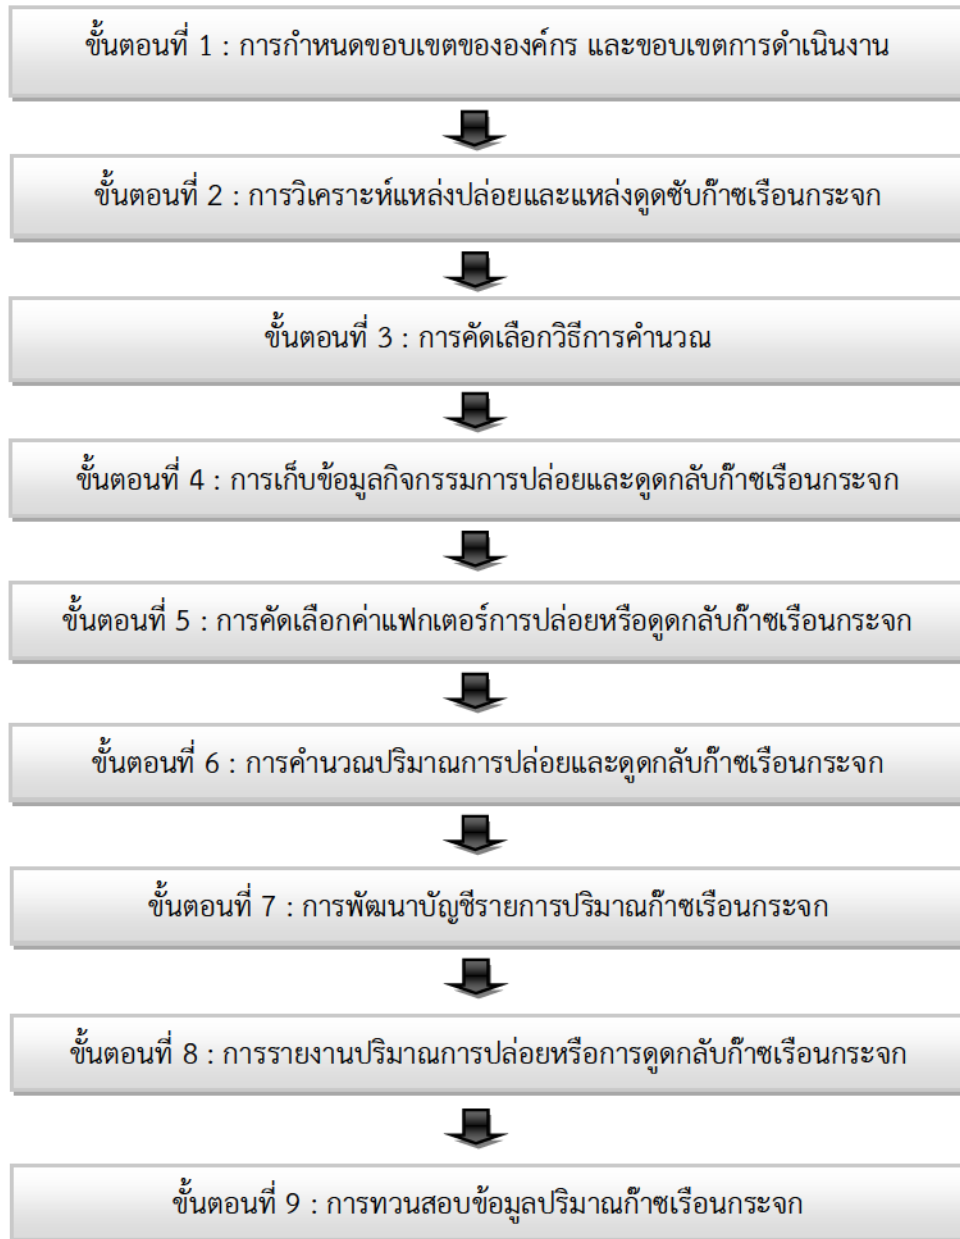 ขั้นตอนที่ 1 : การกำหนดขอบเขตขององค์กร และขอบเขตการดำเนินงาน
ขั้นตอนที่ 2 : การวิเคราะห์แหล่งปล่อยและแหล่งดูดซับก๊าซเรือนกระจก
ขั้นตอนที่ 3 : การคัดเลือกวิธีการคำนวณ
ขั้นตอนที่ 4 : การเก็บข้อมูลกิจกรรมการปล่อยและดูดกลับก๊าซเรือนกระจก
ขั้นตอนที่ 5 : การคัดเลือกค่าแฟกเตอร์การปล่อยหรือดูดกลับก๊าซเรือนกระจก
ขั้นตอนที่ 6 : การคำนวณปริมาณการปล่อยและดูดกลับก๊าซเรือนกระจก
ขั้นตอนที่ 7 : การพัฒนาบัญชีรายการปริมาณก๊าซเรือนกระจก
ขั้นตอนที่ 8 : การรายงานปริมาณการปล่อยหรือการดูดกลับก๊าซเรือนกระจก
ขั้นตอนที่ 9 : การทวนสอบข้อมูลปริมาณก๊าซเรือนกระจก